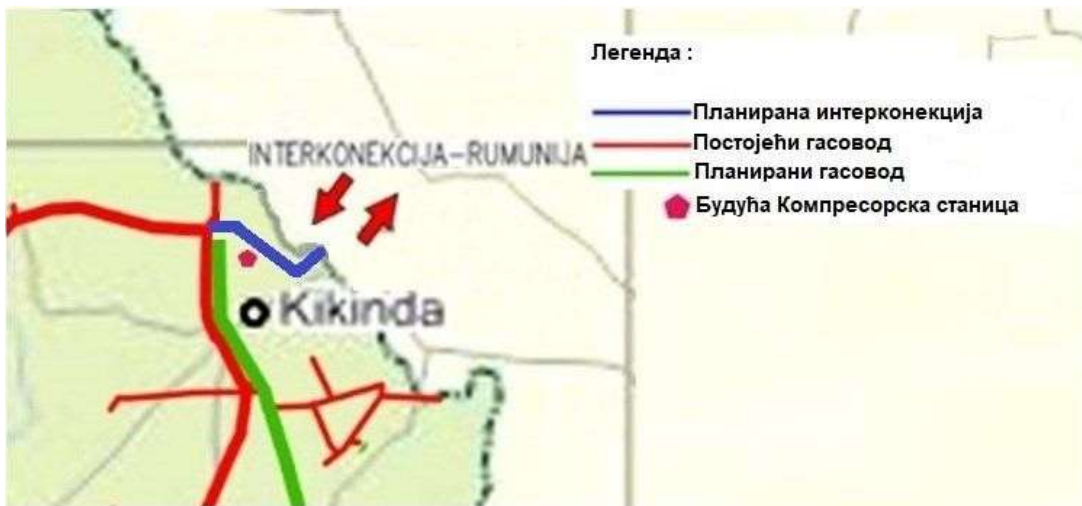 Легенда :
Планирана интерконекција
INTERKONEKCIJA-RUMUNIJA
Постојећи гасовод
Планирани гасовод
Будућа Компресорска станица
Kikinda